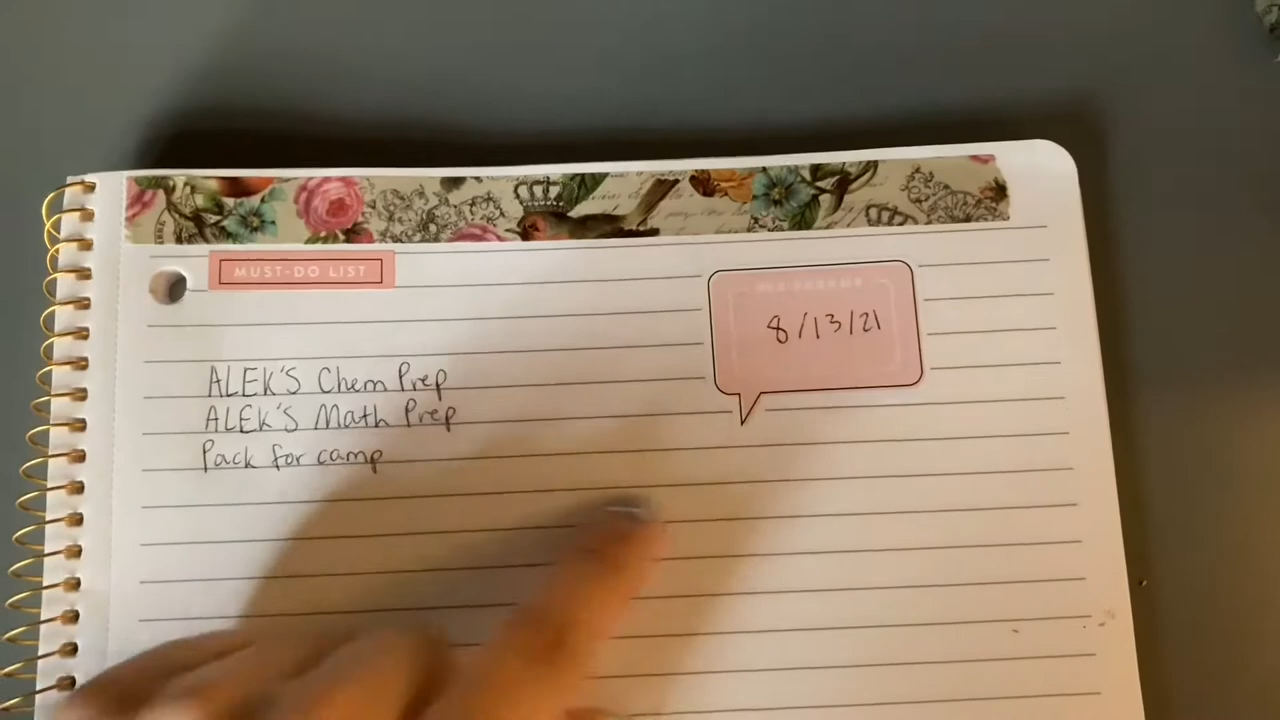 MUST-DO LIST
8/13/21
ALEK'S Chem Prep
ALEK'S Math Prep
Pack for camp